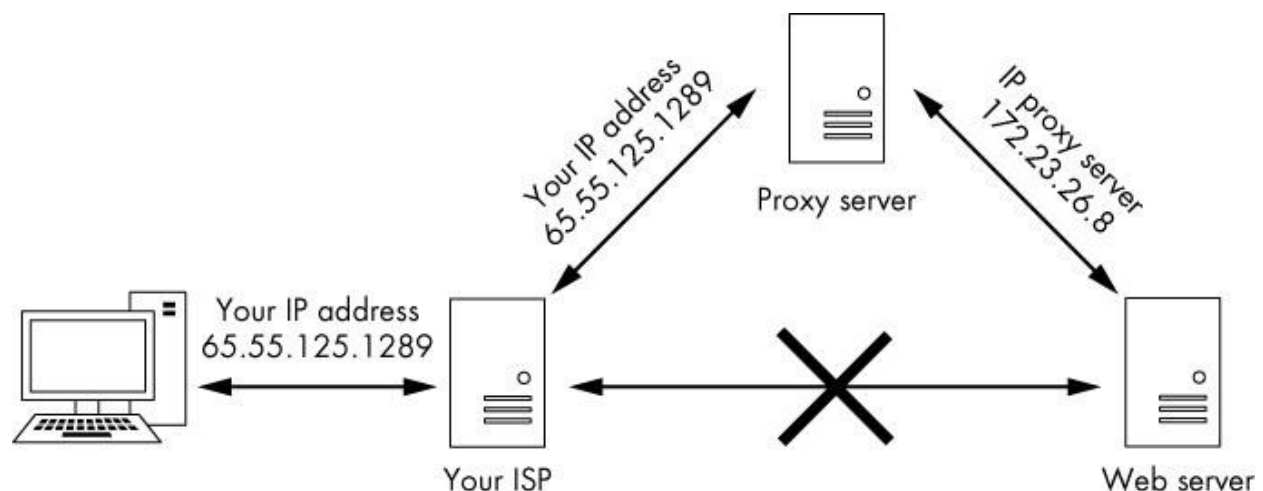 Your IP address
65.55.125.1289
Your ISP
Your IP address
65.55.125.1289
Proxy server
IP proxy server
172.23.26.8
Web server